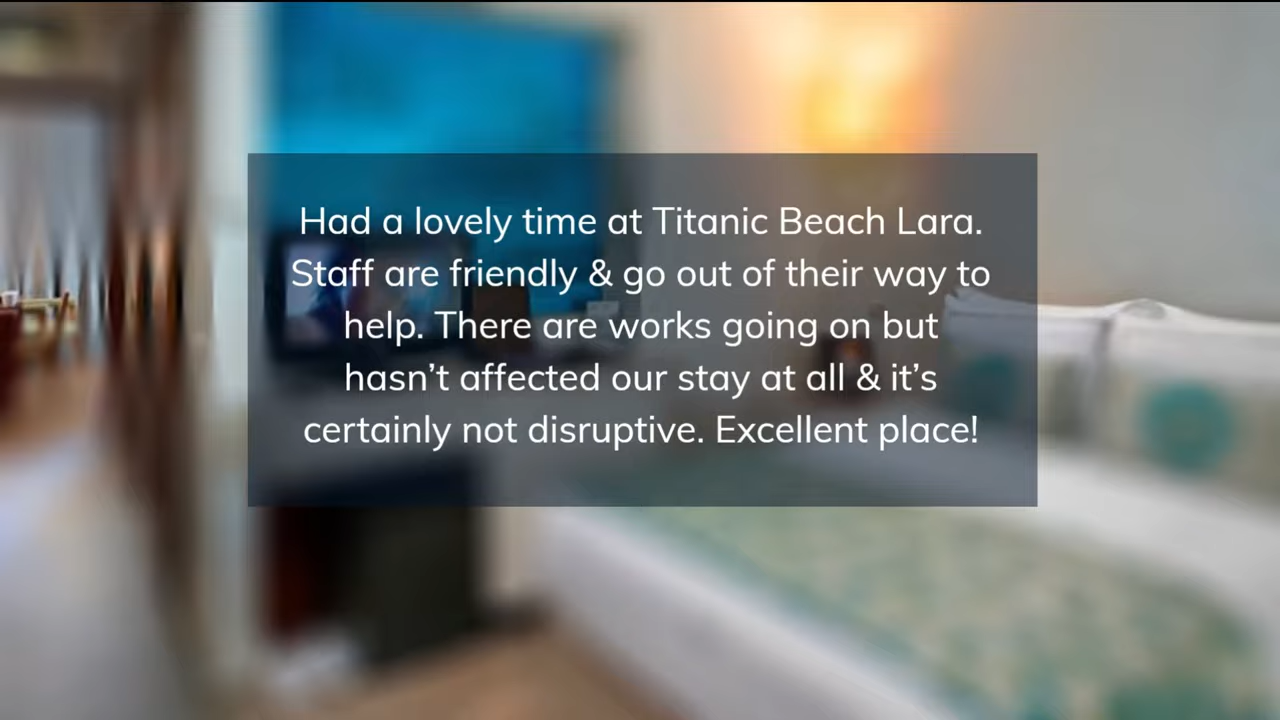 Had a lovely time at Titanic Beach Lara.
Staff are friendly & go out of their way to
help. There are works going on but
hasn’t affected our stay at all & it’s
certainly not disruptive. Excellent place!